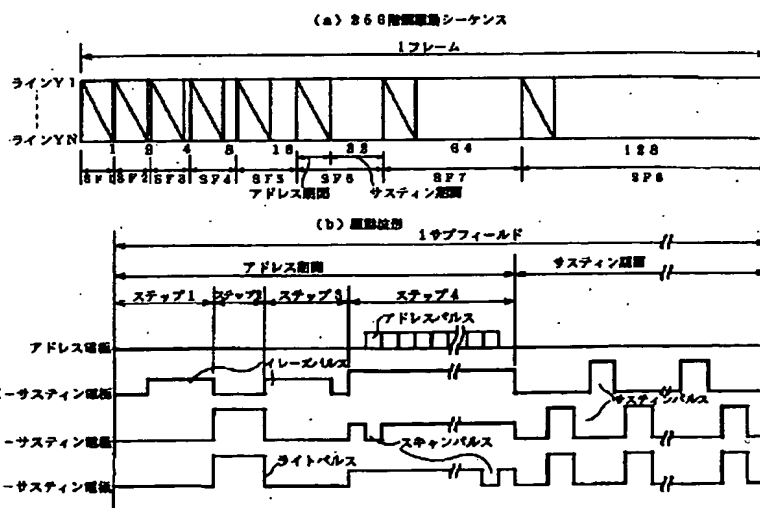 (a) 256階調駆動シーケンス
1フレーム
ラインY1
ラインYN
1 2 4 8 16 32 64 128
SF1 SF2 SF3 SF4 SF5 SF6 SF7 SF8
アドレス期間 サスティン期間
(b) 駆動波形
1サブフィールド
アドレス期間 サスティン期間
ステップ1 ステップ2 ステップ3 ステップ4
アドレスパルス
アドレス電極
イレーズパルス
-サスティン電極
サスティンパルス
-サスティン電極
スキャンパルス
ライトパルス
-サスティン電極